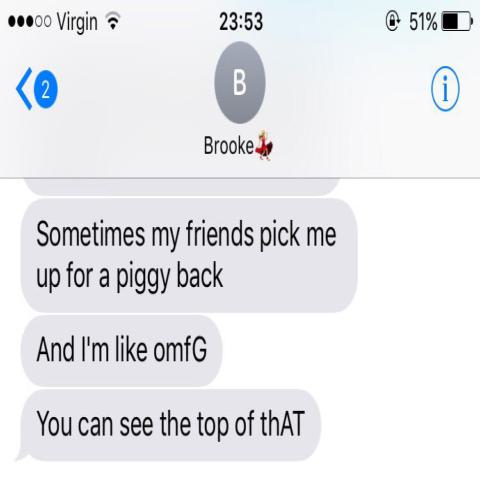 Virgin 23:53 51%
2 B i
Brooke💃
Sometimes my friends pick me
up for a piggy back
And I'm like omfG
You can see the top of thAT